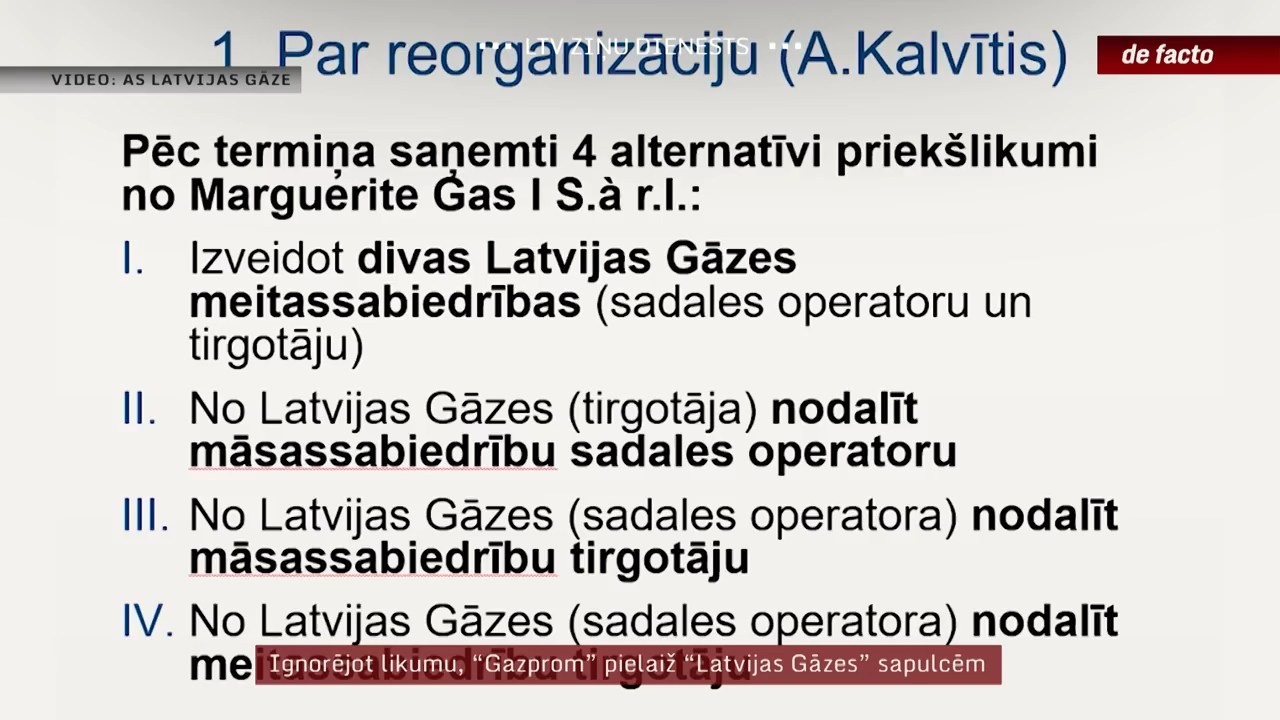 ••• LTV ZIŅU DIENESTS •••
1. Par reorganizāciju (A.Kalvītis)
de facto
VIDEO: AS LATVIJAS GĀZE
Pēc termiņa saņemti 4 alternatīvi priekšlikumi
no Marguerite Gas I S.à r.l.:
I. Izveidot divas Latvijas Gāzes
meitassabiedrības (sadales operatoru un
tirgotāju)
II. No Latvijas Gāzes (tirgotāja) nodalīt
māsassabiedrību sadales operatoru
III. No Latvijas Gāzes (sadales operatora) nodalīt
māsassabiedrību tirgotāju
IV. No Latvijas Gāzes (sadales operatora) nodalīt
meitassabiedrību tirgotāju
Ignorējot likumu, “Gazprom” pielaiž “Latvijas Gāzes” sapulcēm